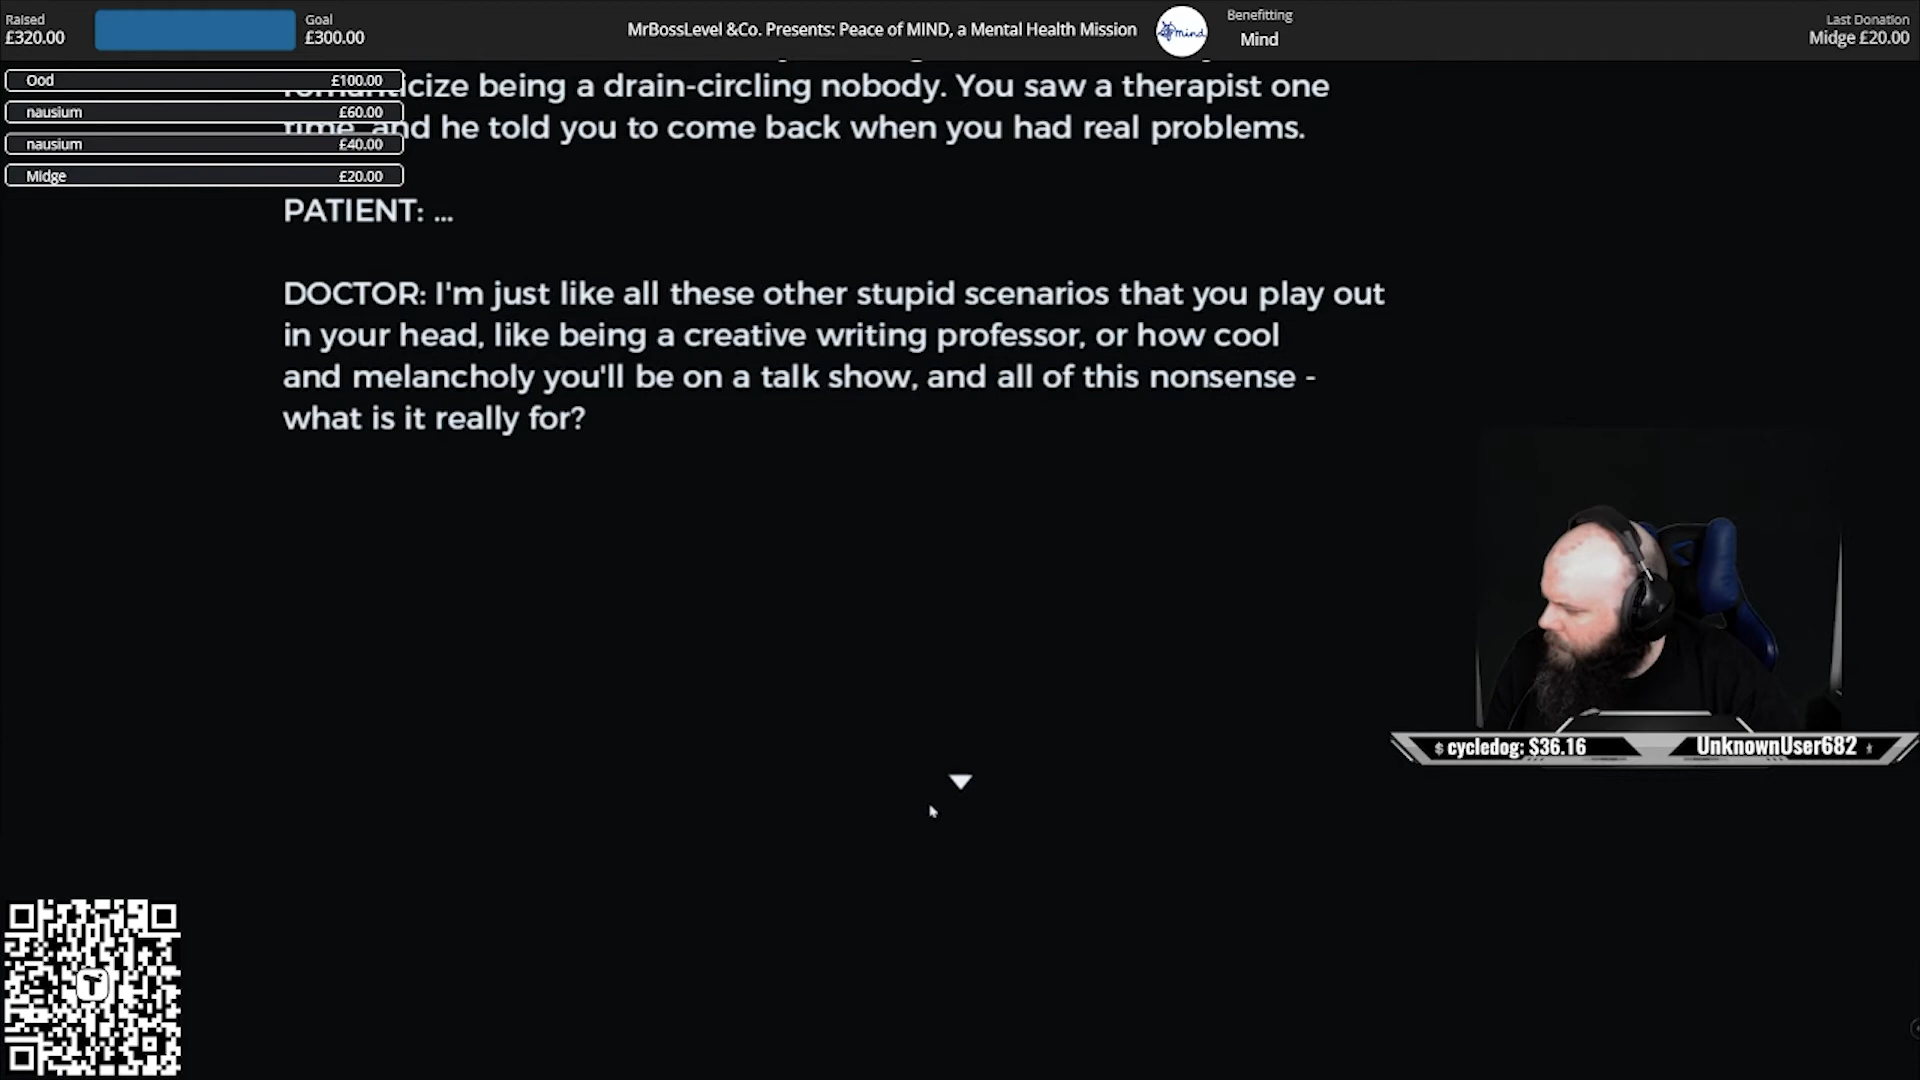 Raised
£320.00
Goal
£300.00
MrBossLevel &Co. Presents: Peace of MIND, a Mental Health Mission
mind
Benefitting
Mind
Last Donation
Midge £20.00
Ood £100.00
nausium £60.00
nausium £40.00
Midge £20.00
romanticize being a drain-circling nobody. You saw a therapist one
time, and he told you to come back when you had real problems.
PATIENT: ...
DOCTOR: I'm just like all these other stupid scenarios that you play out
in your head, like being a creative writing professor, or how cool
and melancholy you'll be on a talk show, and all of this nonsense -
what is it really for?
$ cycledog: $36.16
UnknownUser682